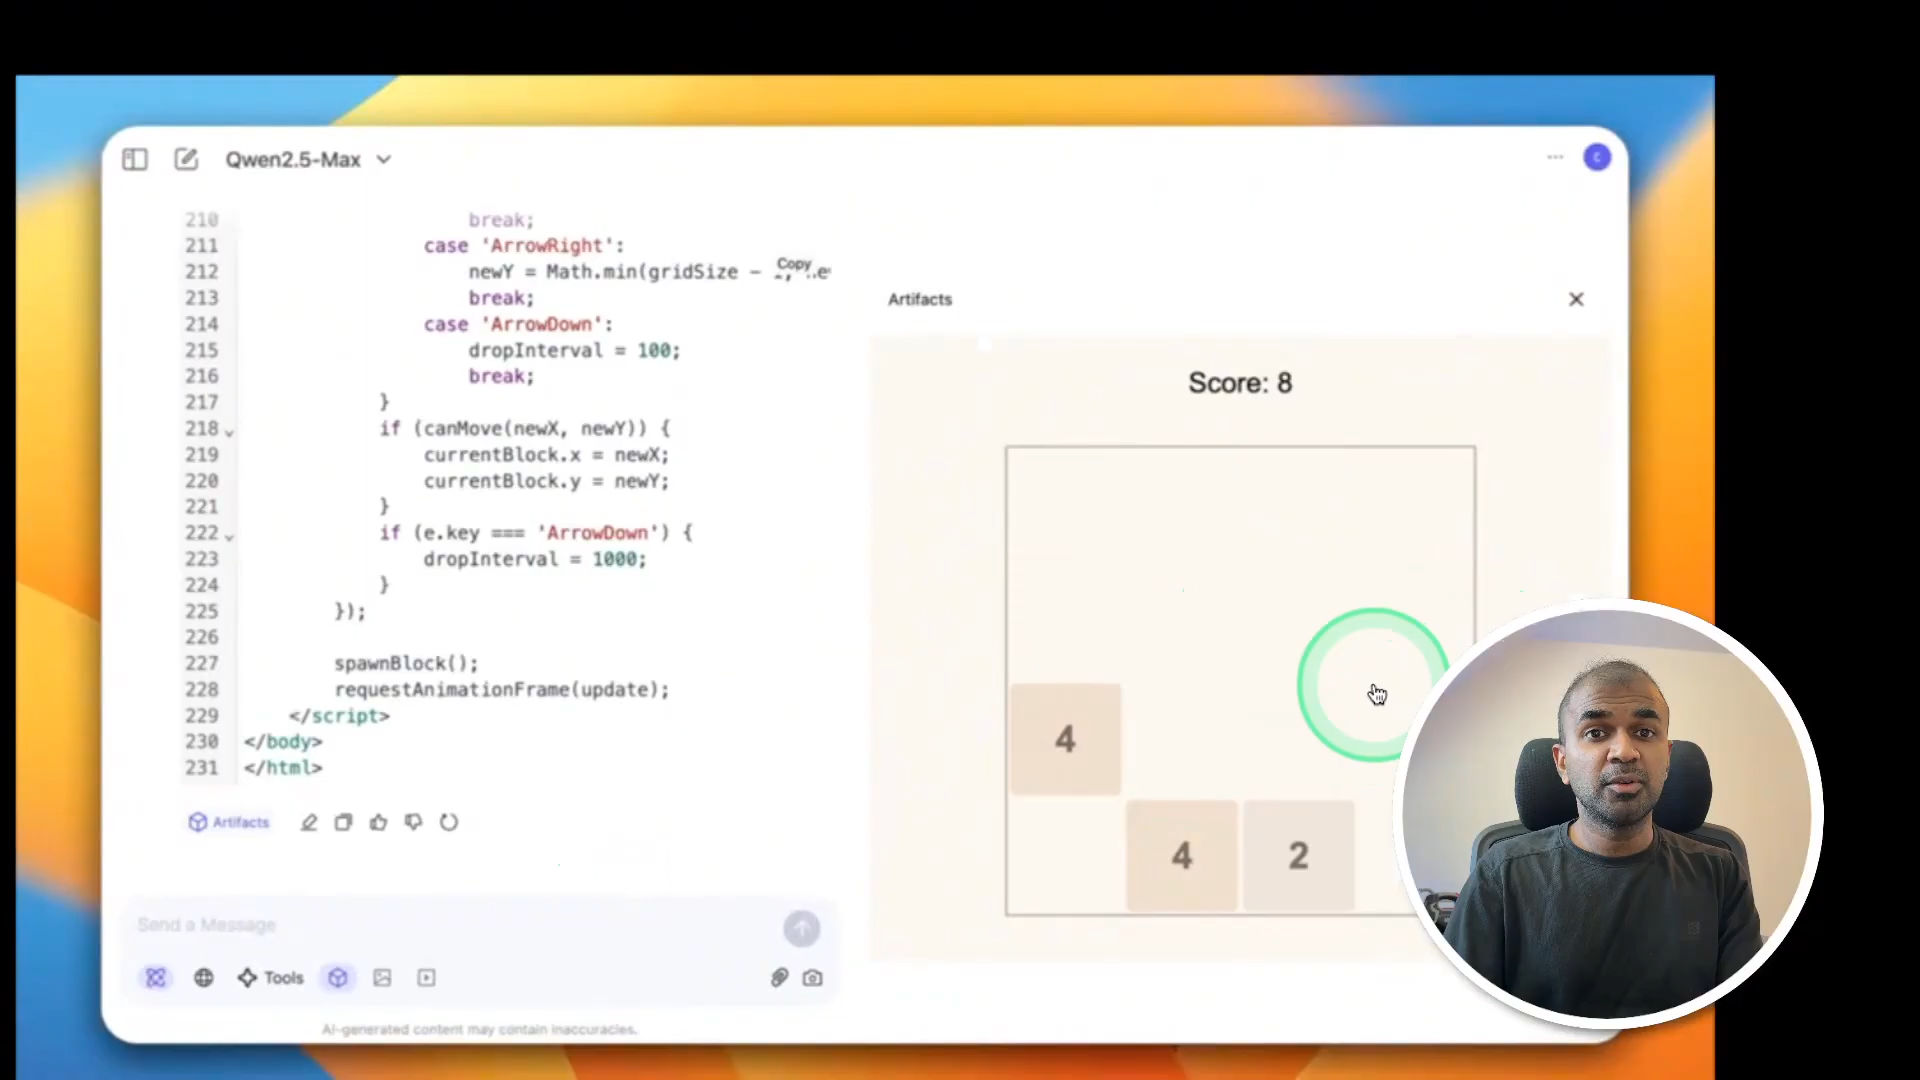 Qwen2.5-Max
210 break;
211 case 'ArrowRight':
212 newY = Math.min(gridSize -
Copy
213 break;
214 case 'ArrowDown':
215 dropInterval = 100;
216 break;
217 }
218 if (canMove(newX, newY)) {
219 currentBlock.x = newX;
220 currentBlock.y = newY;
221 }
222 if (e.key === 'ArrowDown') {
223 dropInterval = 1000;
224 }
225 });
226
227 spawnBlock();
228 requestAnimationFrame(update);
229 </script>
230 </body>
231 </html>
Artifacts
Send a Message
Tools
AI-generated content may contain inaccuracies.
C
Artifacts
Score: 8
4
4 2